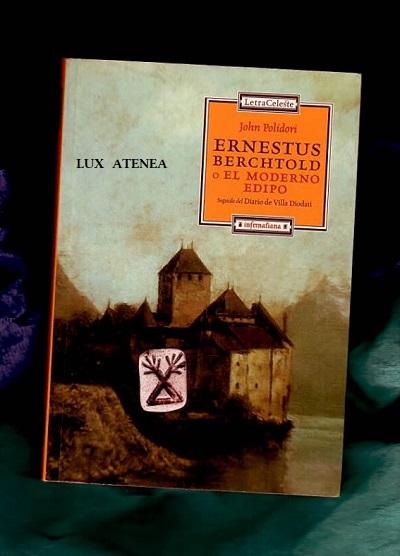 LetraCeleste
John Polidori
ERNESTUS
BERCHTOLD
o EL MODERNO
EDIPO
Seguido del Diario de Villa Diodati
infernaliana
LUX ATENEA